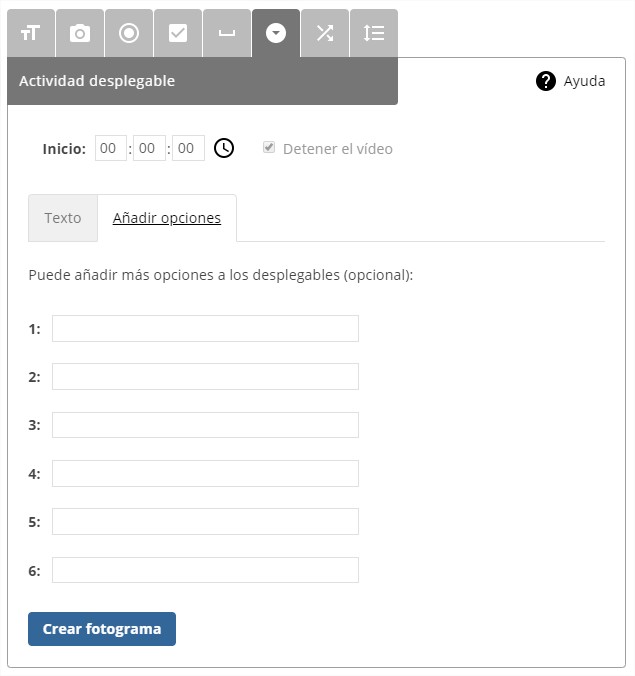 Actividad desplegable
Ayuda
Inicio: 00 : 00 : 00 Detener el vídeo
Texto Añadir opciones
Puede añadir más opciones a los desplegables (opcional):
1:
2:
3:
4:
5:
6:
Crear fotograma